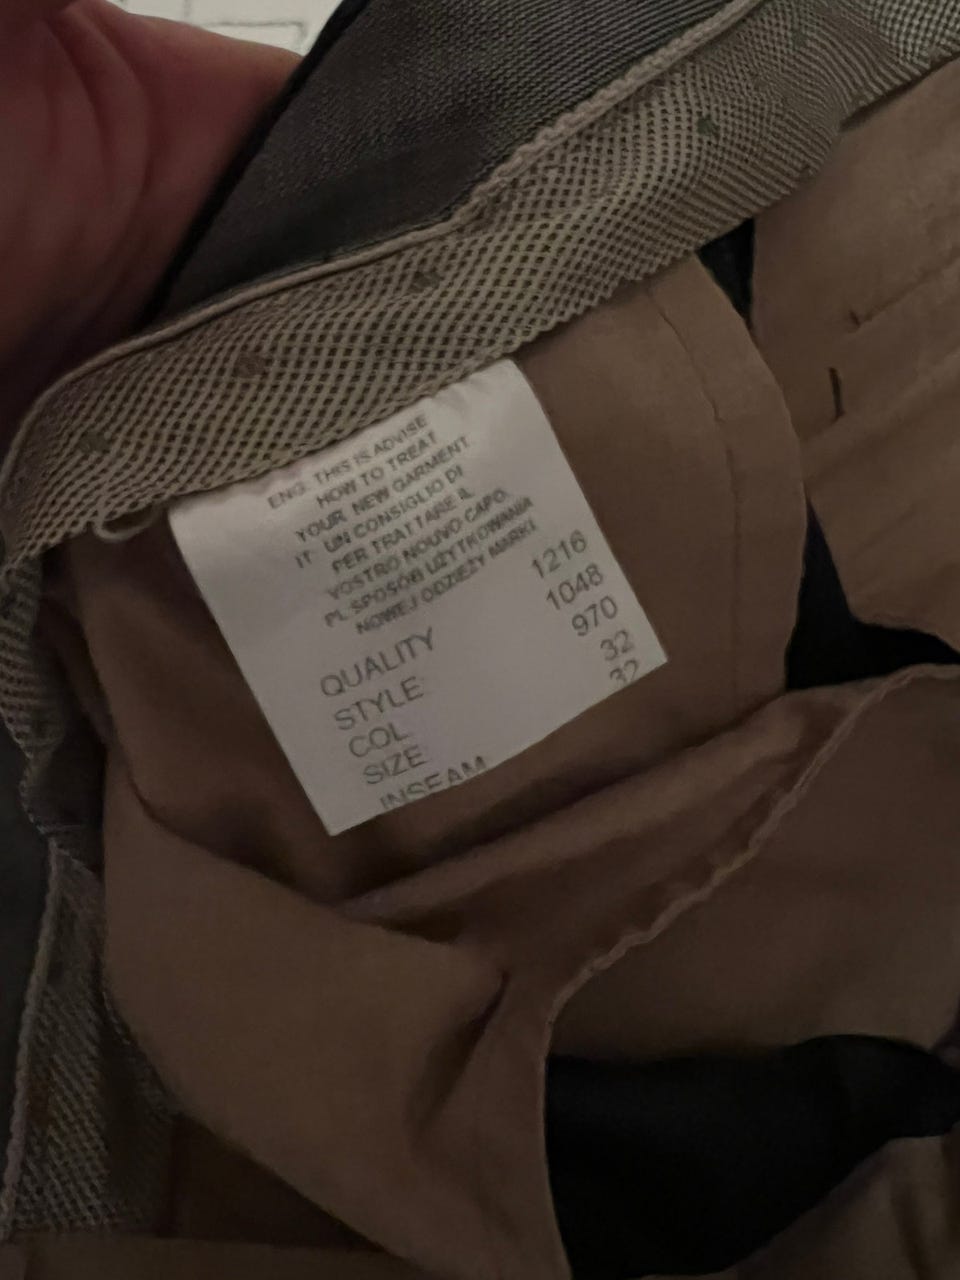 ENG. THIS IS ADVISE
HOW TO TREAT
YOUR NEW GARMENT
IT UN CONSIGLIO DI
PER TRATTARE IL
VOSTRO NOUVO CAPO
PL SPOSÓB UŻYTKOWANIA
NOWEJ ODZIEŻY MARKI
QUALITY 1216
STYLE 1048
COL 970
SIZE 32
INSEAM 32